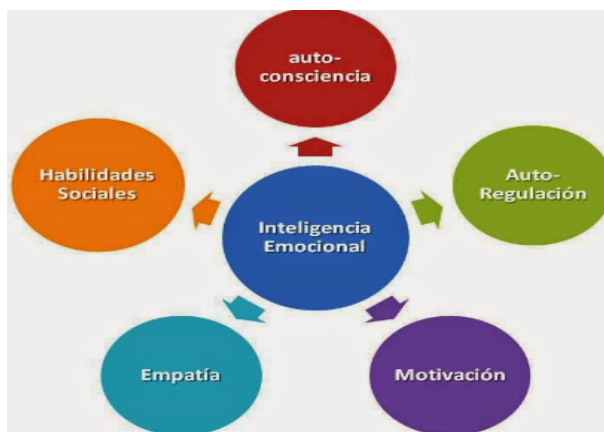 auto-
consciencia
Habilidades
Sociales
Auto-
Regulación
Inteligencia
Emocional
Empatía
Motivación